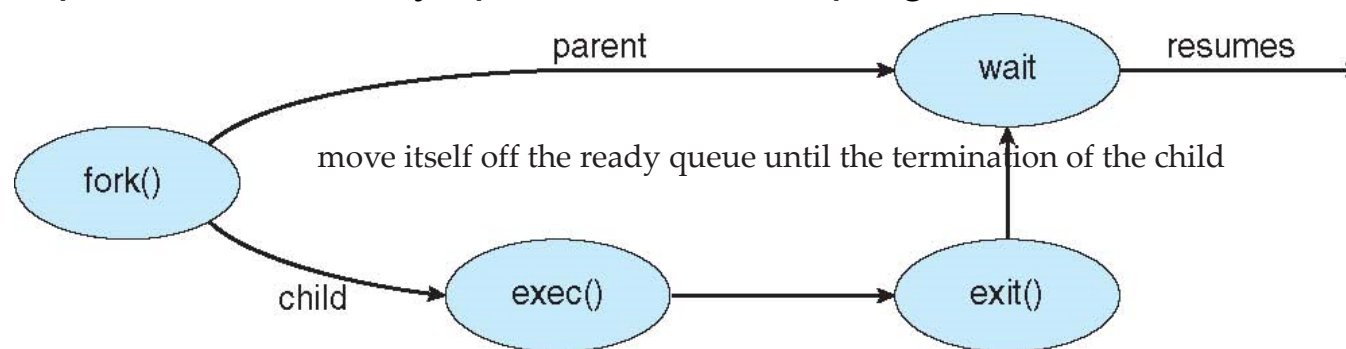 parent
wait
resumes
move itself off the ready queue until the termination of the child
fork()
child
exec()
exit()